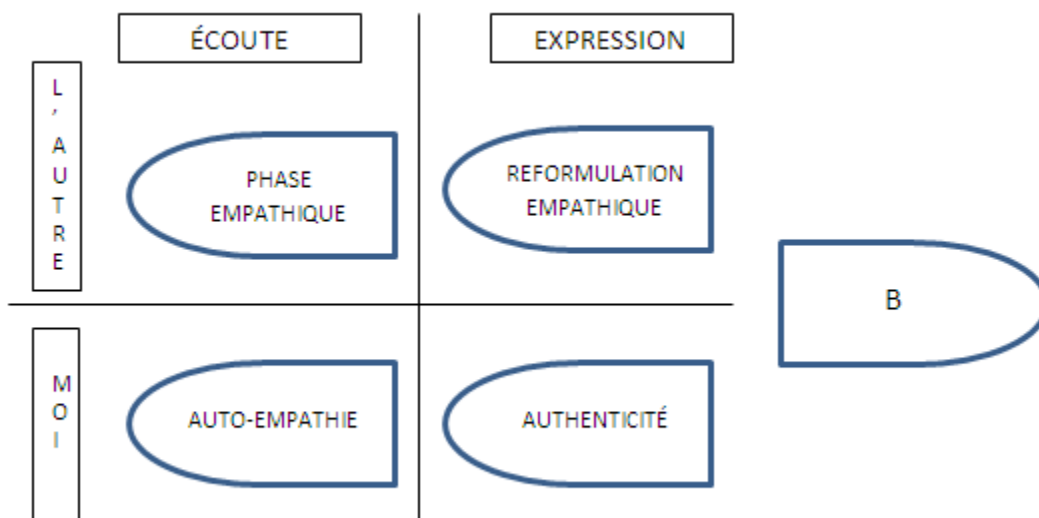 ÉCOUTE
EXPRESSION
L' AUTRE
PHASE
EMPATHIQUE
REFORMULATION
EMPATHIQUE
B
MOI
AUTO-EMPATHIE
AUTHENTICITÉ